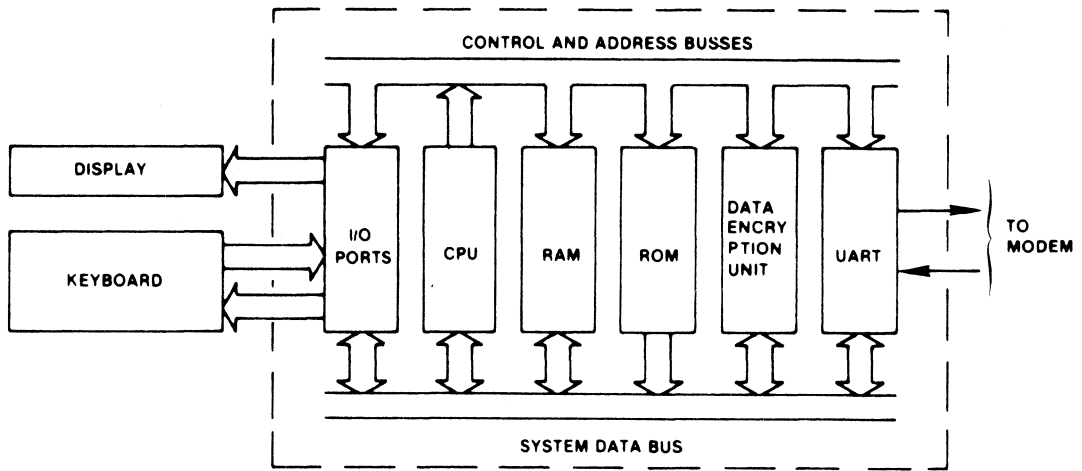 CONTROL AND ADDRESS BUSSES
DISPLAY
KEYBOARD
I/O
PORTS
CPU
RAM
ROM
DATA
ENCRY
PTION
UNIT
UART
TO
MODEM
SYSTEM DATA BUS